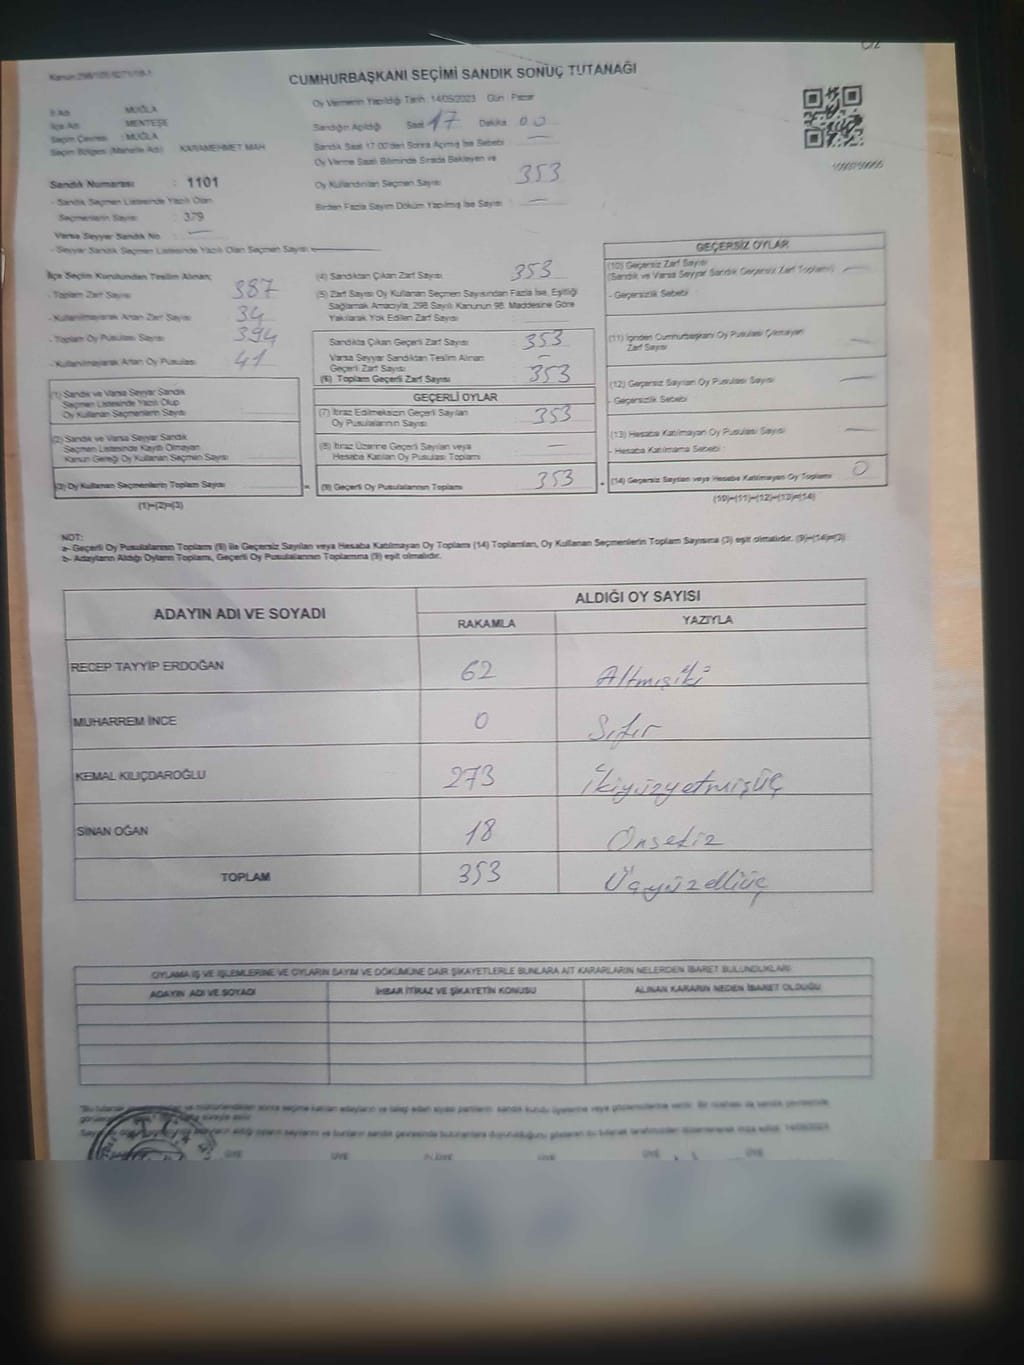 CUMHURBAŞKANI SEÇİMİ SANDIK SONUÇ TUTANAĞI
Oy Vermenin Yapıldığı Tarih 14/05/2023 Gün : Pazar
İl Adı : MUĞLA
İlçe Adı : MENTEŞE
Seçim Çevresi : MUĞLA
Seçim Bölgesi (Mahalle Adı) KARAMEHMET MAH
Sandığın Açıldığı Saat 17 Dakika 00
Sandık Saat 17.00'den Sonra Açılmış İse Sebebi : —
Oy Verme Saati Bitiminde Sırada Bekleyen ve
Oy Kullandırılan Seçmen Sayısı 353
Birden Fazla Sayım Döküm Yapılmış İse Sayısı : —
Sandık Numarası : 1101
- Sandık Seçmen Listesinde Yazılı Olan
Seçmenlerin Sayısı : 379
Varsa Seyyar Sandık No : —
- Seyyar Sandık Seçmen Listesinde Yazılı Olan Seçmen Sayısı —
İlçe Seçim Kurulundan Teslim Alınan;
- Toplam Zarf Sayısı 387
- Kullanılmayarak Artan Zarf Sayısı 34
- Toplam Oy Pusulası Sayısı 394
- Kullanılmayarak Artan Oy Pusulası 41
(1) Sandık ve Varsa Seyyar Sandık
Seçmen Listesinde Yazılı Olup
Oy Kullanan Seçmenlerin Sayısı
(2) Sandık ve Varsa Seyyar Sandık
Seçmen Listesinde Kayıtlı Olmayan
Kanun Gereği Oy Kullanan Seçmen Sayısı
(3) Oy Kullanan Seçmenlerin Toplam Sayısı
(1)+(2)=(3)
(4) Sandıktan Çıkan Zarf Sayısı 353
(5) Zarf Sayısı Oy Kullanan Seçmen Sayısından Fazla İse, Eşitliği
Sağlamak Amacıyla, 298 Sayılı Kanunun 98. Maddesine Göre
Yakılarak Yok Edilen Zarf Sayısı
Sandıkta Çıkan Geçerli Zarf Sayısı 353
Varsa Seyyar Sandıktan Teslim Alınan
Geçerli Zarf Sayısı —
(6) Toplam Geçerli Zarf Sayısı 353
GEÇERLİ OYLAR
(7) İtiraz Edilmeksizin Geçerli Sayılan
Oy Pusulalarının Sayısı 353
(8) İtiraz Üzerine Geçerli Sayılan veya
Hesaba Katılan Oy Pusulası Toplamı —
(9) Geçerli Oy Pusulalarının Toplamı 353
GEÇERSİZ OYLAR
(10) Geçersiz Zarf Sayısı —
(Sandık ve Varsa Seyyar Sandık Geçersiz Zarf Toplamı)
- Geçersizlik Sebebi :
(11) İçinden Cumhurbaşkanı Oy Pusulası Çıkmayan
Zarf Sayısı —
(12) Geçersiz Sayılan Oy Pusulası Sayısı —
- Geçersizlik Sebebi
(13) Hesaba Katılmayan Oy Pusulası Sayısı —
- Hesaba Katılmama Sebebi :
(14) Geçersiz Sayılan veya Hesaba Katılmayan Oy Toplamı 0
(10)+(11)+(12)+(13)=(14)
NOT:
a- Geçerli Oy Pusulalarının Toplamı (9) ile Geçersiz Sayılan veya Hesaba Katılmayan Oy Toplamı (14) Toplamları, Oy Kullanan Seçmenlerin Toplam Sayısına (3) eşit olmalıdır. (9)+(14)=(3)
b- Adayların Aldığı Oyların Toplamı, Geçerli Oy Pusulalarının Toplamına (9) eşit olmalıdır.
ADAYIN ADI VE SOYADI
ALDIĞI OY SAYISI
RAKAMLA YAZIYLA
RECEP TAYYİP ERDOĞAN 62 Altmışiki
MUHARREM İNCE 0 Sıfır
KEMAL KILIÇDAROĞLU 273 İkiyüzyetmişüç
SİNAN OĞAN 18 Onsekiz
TOPLAM 353 Üçyüzelliüç
OYLAMA İŞ VE İŞLEMLERİNE VE OYLARIN SAYIM VE DÖKÜMÜNE DAİR ŞİKAYETLERLE BUNLARA AİT KARARLARIN NELERDEN İBARET BULUNDUKLARI
ADAYIN ADI VE SOYADI İHBAR İTİRAZ VE ŞİKAYETİN KONUSU ALINAN KARARIN NEDEN İBARET OLDUĞU
ÜYE ÜYE ÜYE ÜYE ÜYE